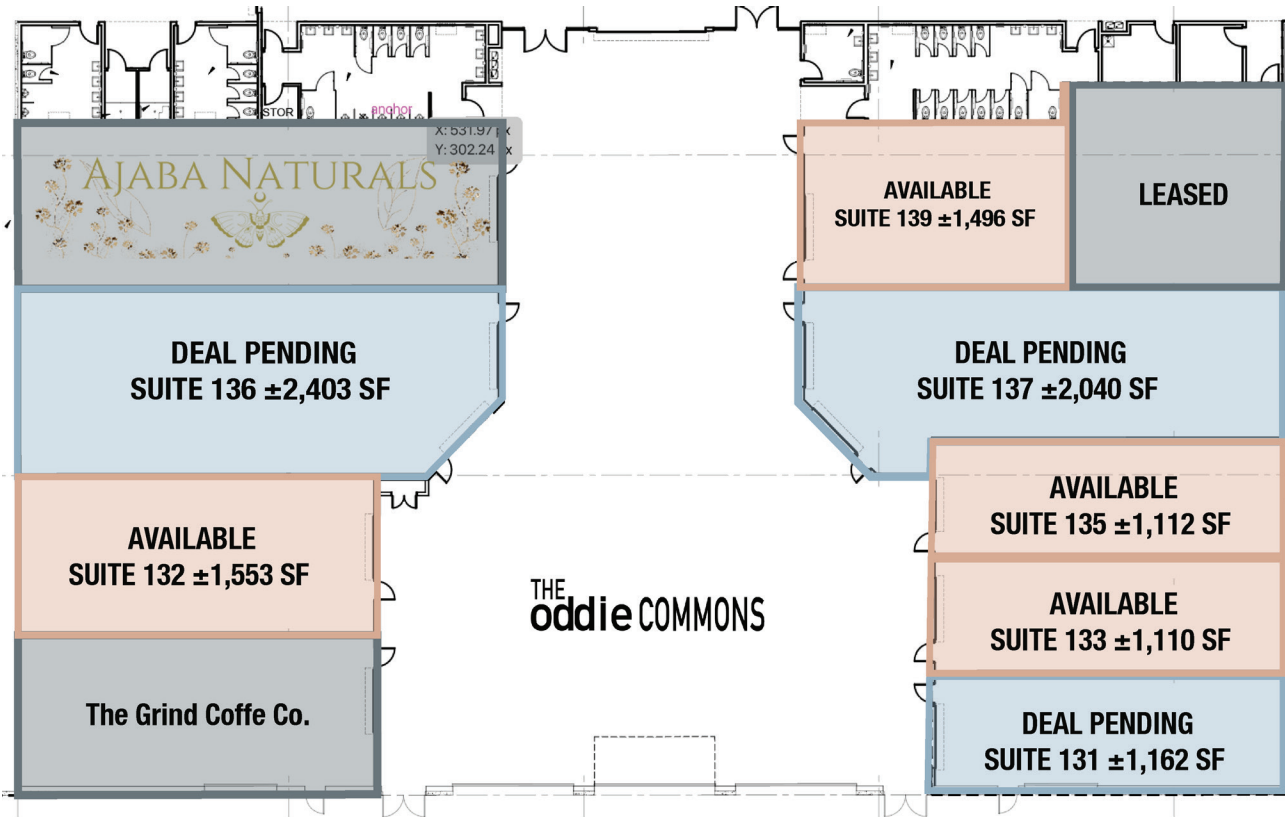 STOR
anchor
X: 531.97 px
Y: 302.24 x
AJABA NATURALS
AVAILABLE
SUITE 139 ±1,496 SF
LEASED
DEAL PENDING
SUITE 136 ±2,403 SF
DEAL PENDING
SUITE 137 ±2,040 SF
AVAILABLE
SUITE 135 ±1,112 SF
AVAILABLE
SUITE 132 ±1,553 SF
THE
oddie COMMONS
AVAILABLE
SUITE 133 ±1,110 SF
The Grind Coffe Co.
DEAL PENDING
SUITE 131 ±1,162 SF